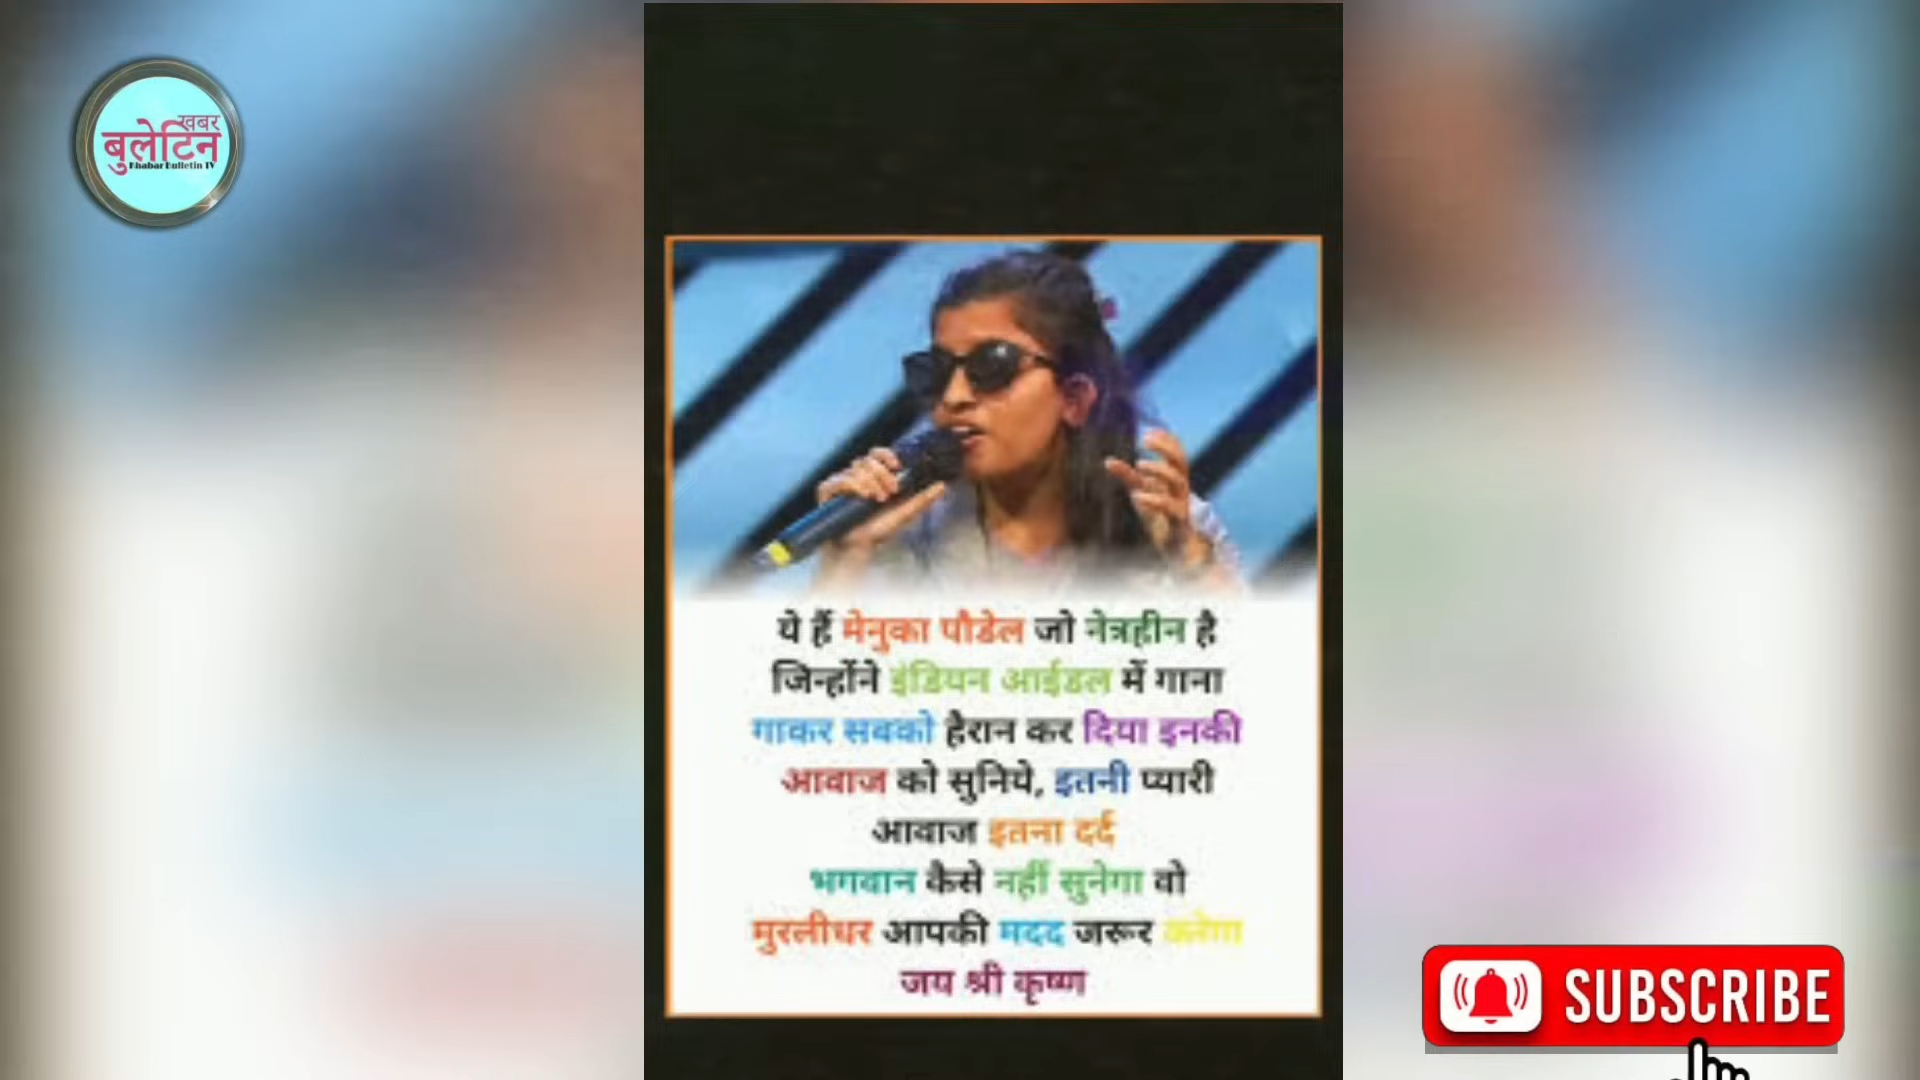 खबर
बुलेटिन
Khabar Bulletin TV
ये हैं मेनुका पौडेल जो नेत्रहीन है
जिन्होंने इंडियन आईडल में गाना
गाकर सबको हैरान कर दिया इनकी
आवाज को सुनिये, इतनी प्यारी
आवाज इतना दर्द
भगवान कैसे नहीं सुनेगा वो
मुरलीधर आपकी मदद जरूर करेगा
जय श्री कृष्ण
SUBSCRIBE